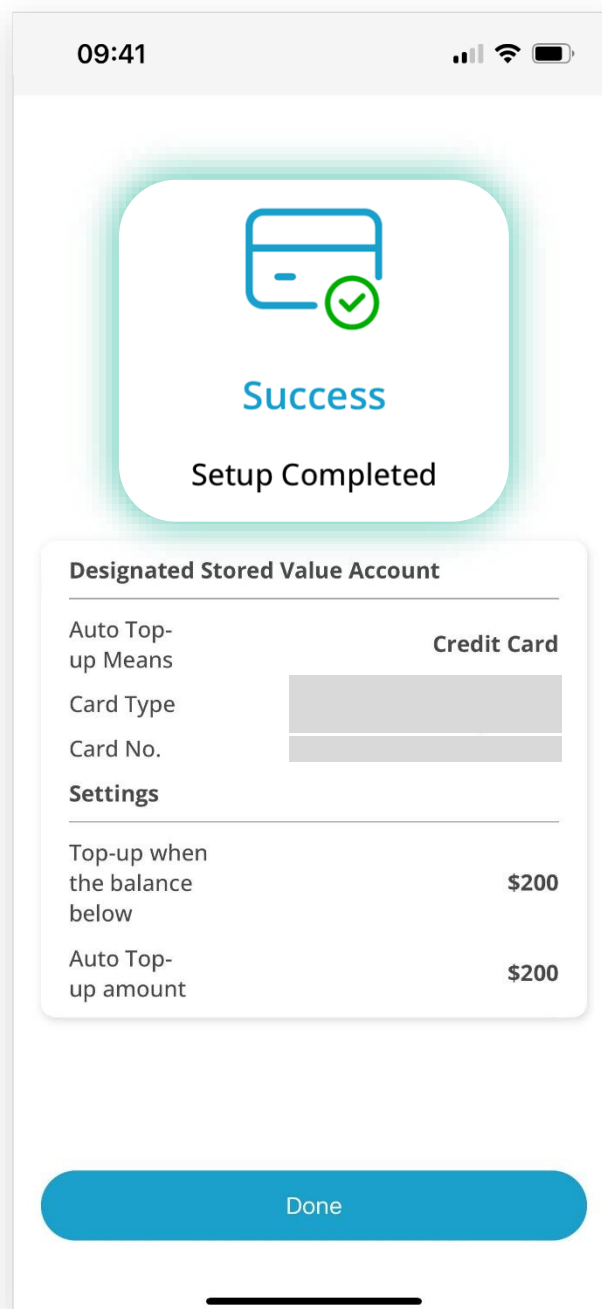 09:41
Success
Setup Completed
Designated Stored Value Account
Auto Top-
up Means
Credit Card
Card Type
Card No.
Settings
Top-up when
the balance
below
$200
Auto Top-
up amount
$200
Done